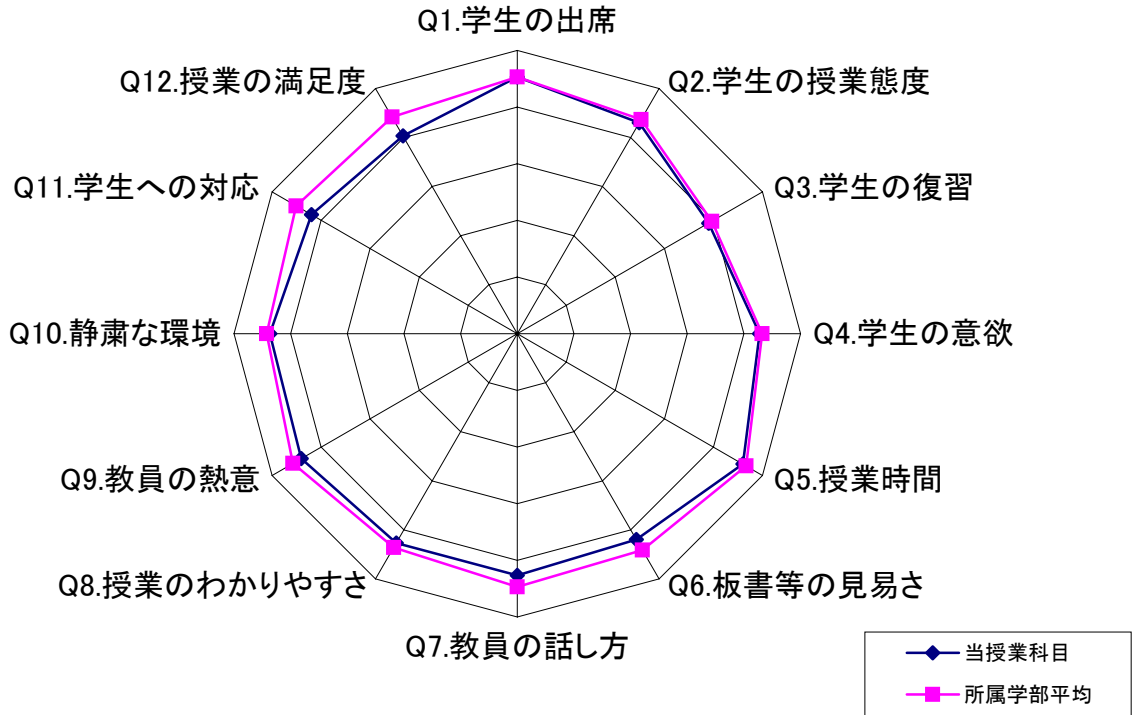 Q1.学生の出席
Q2.学生の授業態度
Q3.学生の復習
Q4.学生の意欲
Q5.授業時間
Q6.板書等の見易さ
Q7.教員の話し方
Q8.授業のわかりやすさ
Q9.教員の熱意
Q10.静粛な環境
Q11.学生への対応
Q12.授業の満足度
当授業科目
所属学部平均